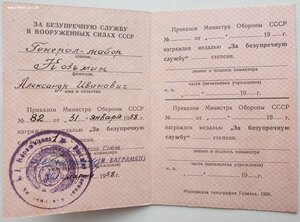 ЗА БЕЗУПРЕЧНУЮ СЛУЖБУ
В ВООРУЖЕННЫХ СИЛАХ СССР
Генерал-майор
звание,
Козьмин
фамилия,
Александр Иванович
имя и отчество
Приказом Министра Обороны СССР
№ 82 от 31 января 1958 г.
награжден медалью „За безупречную
службу"
Союза
(И. БАГРАМЯН)
1958 г.
Приказом Министра Обороны СССР
№ от " " 19 г.
награжден медалью „За безупречную
службу" степени.
звание и подпись командира
части (начальника учреждения)
М. П. " " 19 г.
Приказом Министра Обороны СССР
№ от " " 19 г.
награжден медалью „За безупречную
службу" степени.
звание и подпись командира
части (начальника учреждения)
М. П. " " 19 г.
Московская типография Гознака. 1958.